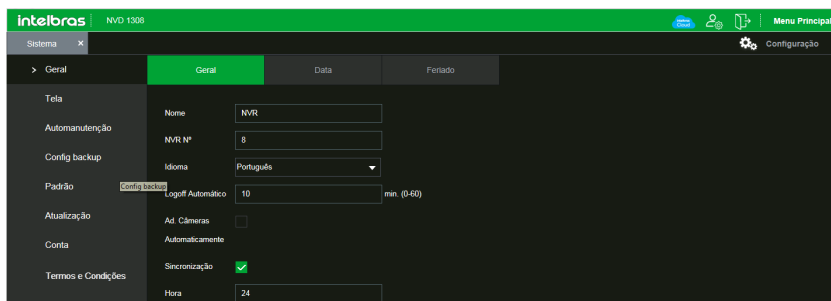 intelbras NVD 1308 intelbras Cloud Menu Principal
Sistema X Configuração
> Geral Geral Data Feriado
Tela
Nome NVR
Automanutenção
NVR Nº 8
Config backup
Idioma Português
Padrão Config backup
Logoff Automático 10 min. (0-60)
Atualização
Ad. Câmeras
Automaticamente
Conta
Sincronização
Termos e Condições
Hora 24